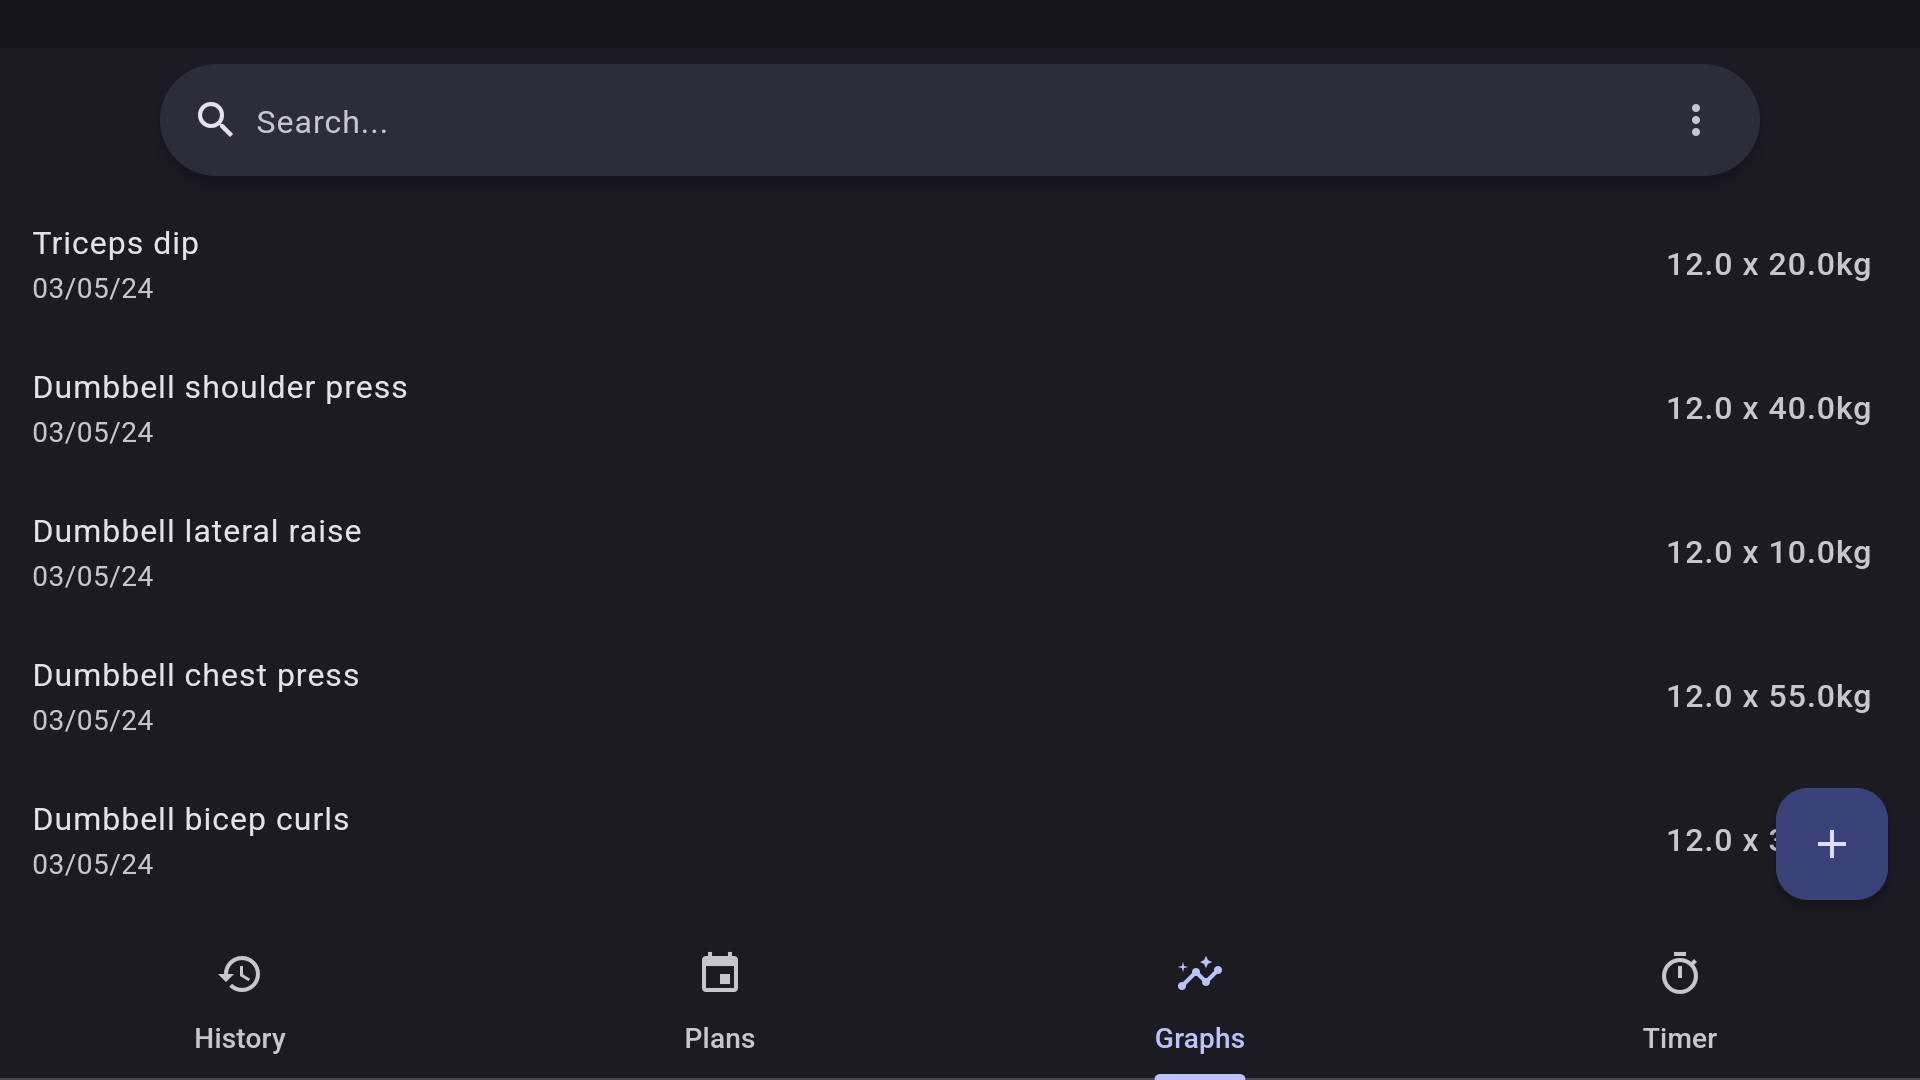 Search...
Triceps dip
03/05/24
12.0 x 20.0kg
Dumbbell shoulder press
03/05/24
12.0 x 40.0kg
Dumbbell lateral raise
03/05/24
12.0 x 10.0kg
Dumbbell chest press
03/05/24
12.0 x 55.0kg
Dumbbell bicep curls
03/05/24
12.0 x
History
Plans
Graphs
Timer